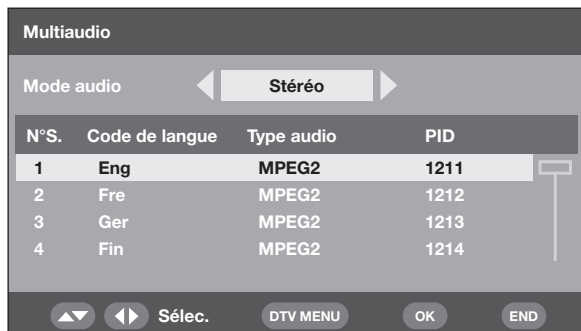 Multiaudio
Mode audio Stéréo
N°S. Code de langue Type audio PID
1 Eng MPEG2 1211
2 Fre MPEG2 1212
3 Ger MPEG2 1213
4 Fin MPEG2 1214
Sélec. DTV MENU OK END